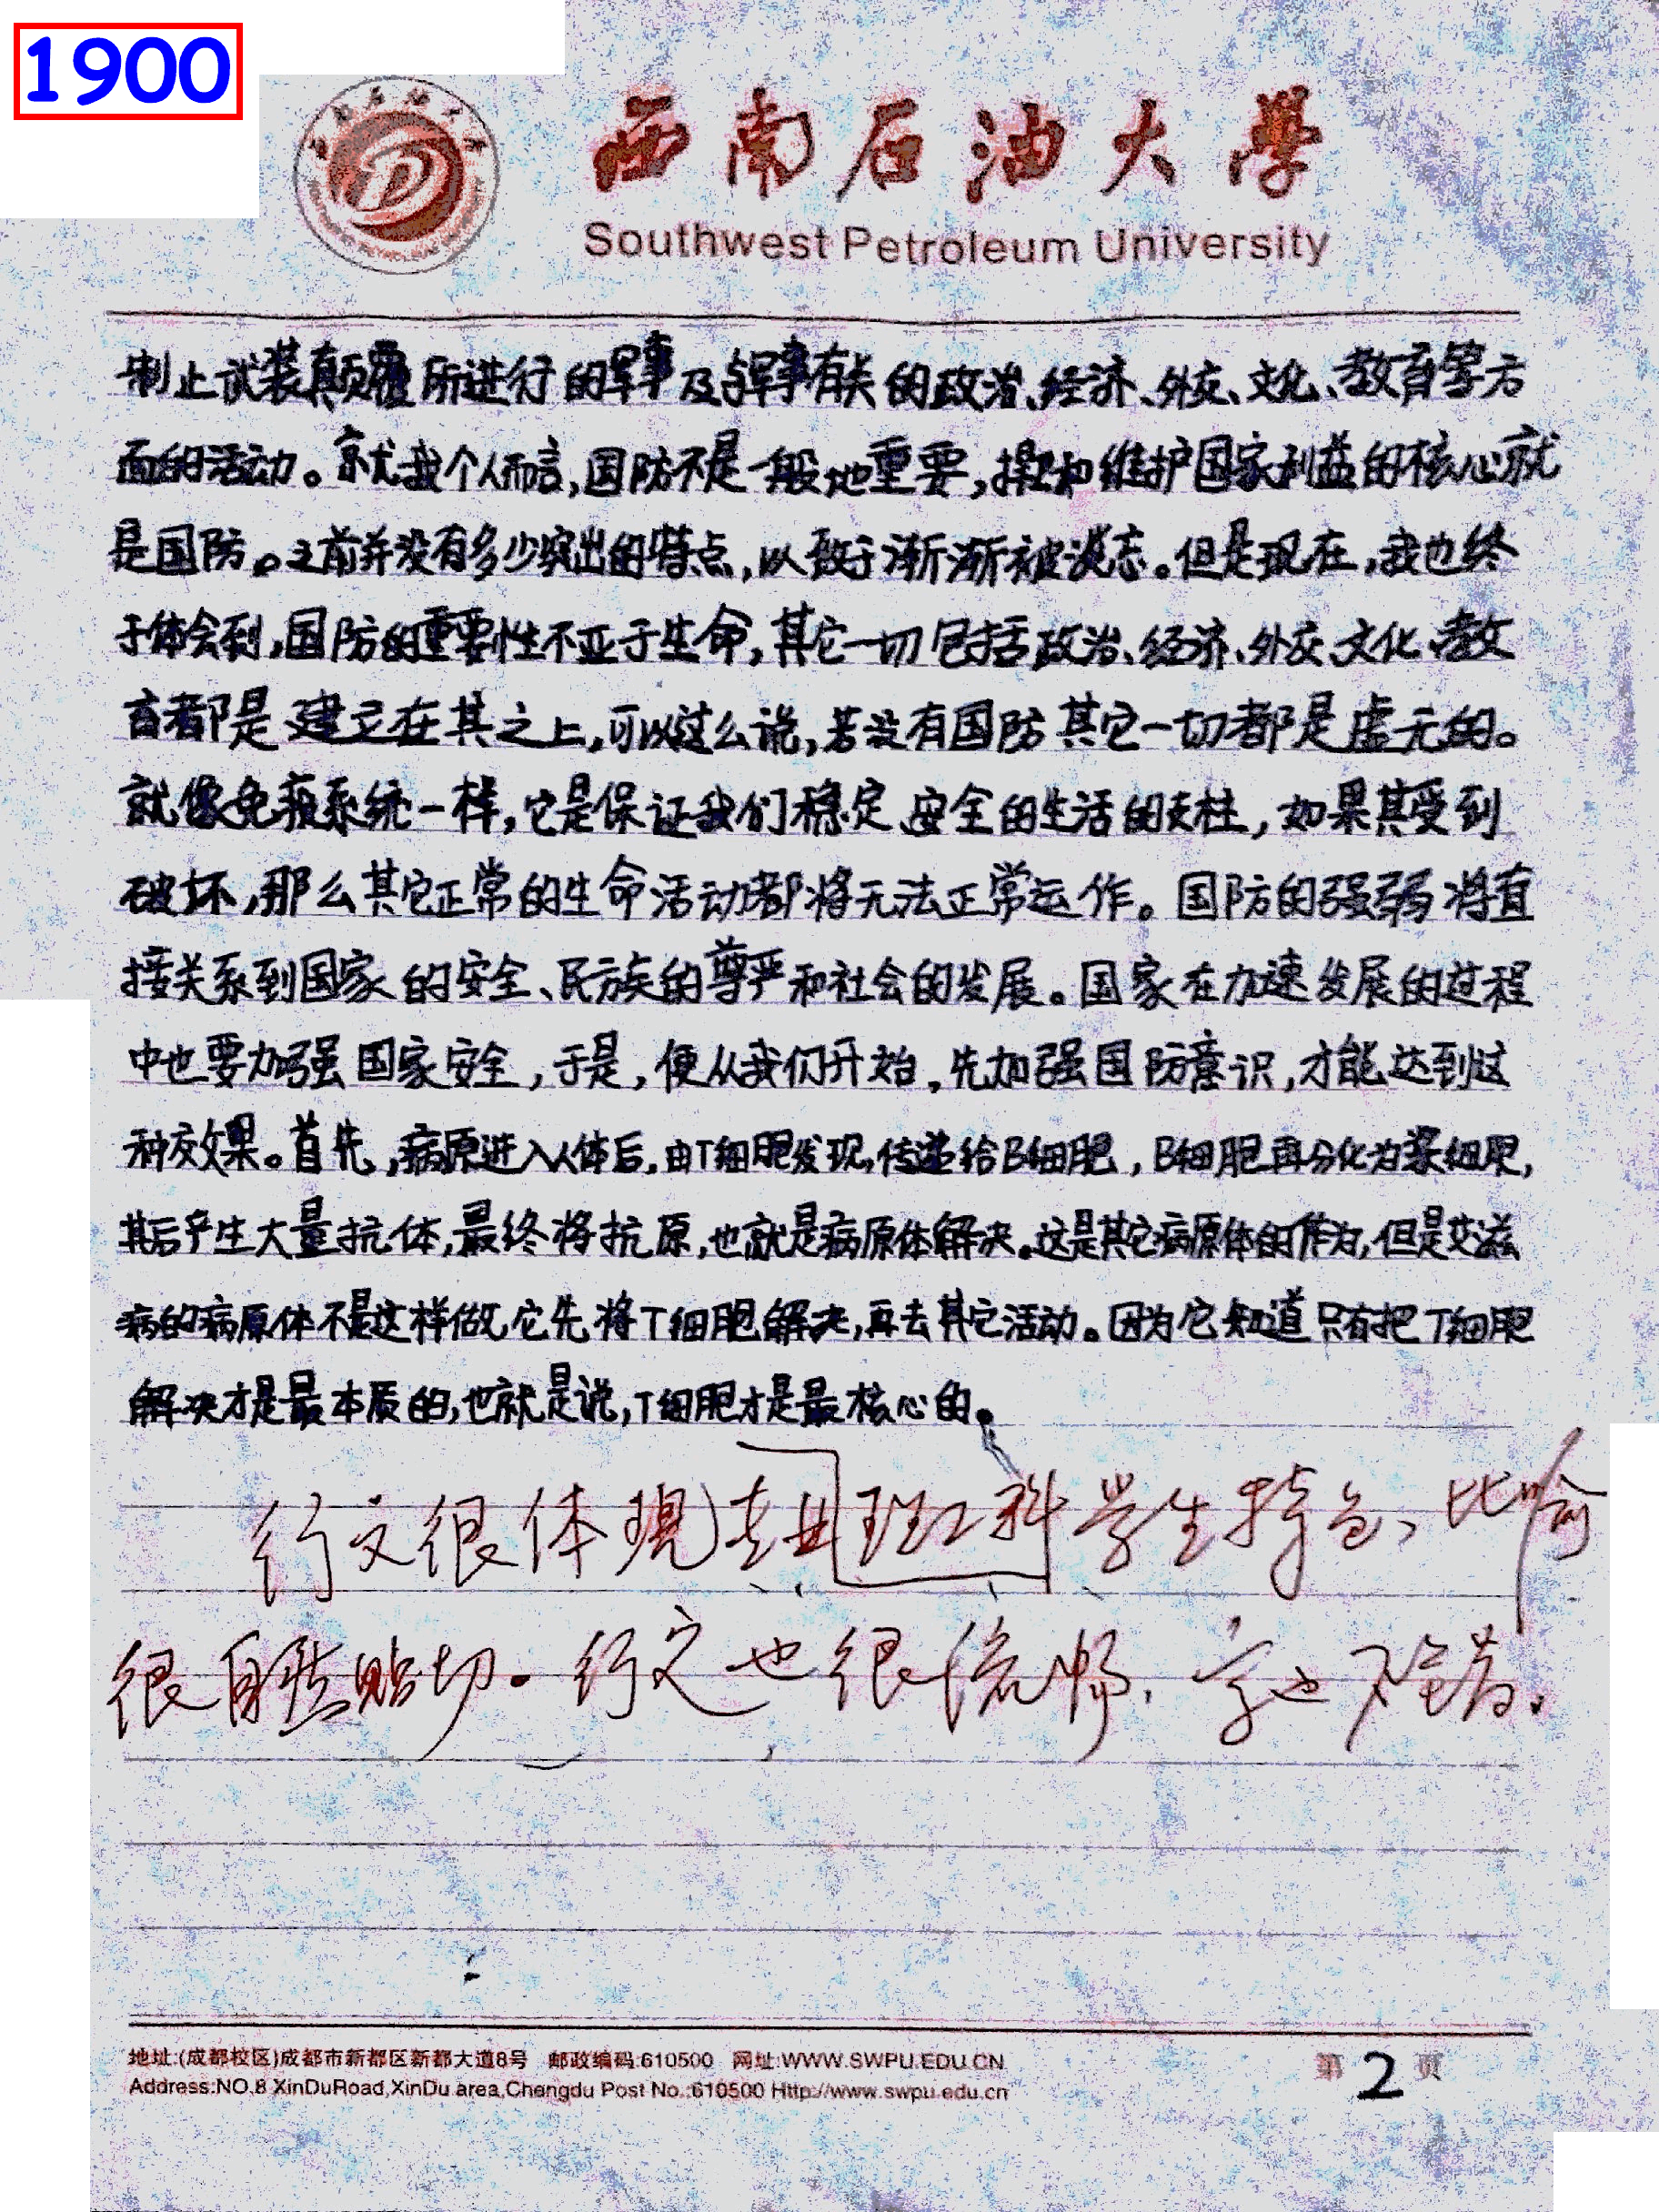 1900
西南石油大學
Southwest Petroleum University
制止武装颠覆所进行的军事及与军事有关的政治、经济、外交、文化、教育等方
面的活动。就我个人而言,国防不是一般地重要,捍卫和维护国家利益的核心就
是国防。之前并没有多少突出的特点,以致于渐渐被淡忘。但是现在,我也终
于体会到,国防的重要性不亚于生命,其它一切包括政治、经济、外交、文化、教
育都是建立在其之上,可以这么说,若没有国防其它一切都是虚无的。
就像免疫系统一样,它是保证我们稳定、安全的生活的支柱,如果其受到
破坏,那么其它正常的生命活动都将无法正常运作。国防的强弱将直
接关系到国家的安全、民族的尊严和社会的发展。国家在加速发展的过程
中也要加强国家安全,于是,便从我们开始,先加强国防意识,才能达到这
种效果。首先,病原进入人体后,由T细胞发现,传递给B细胞,B细胞再分化为浆细胞,
其后产生大量抗体,最终将抗原,也就是病原体解决。这是其它病原体的作为,但是艾滋
病的病原体不是这样做,它先将T细胞解决,再去其它活动。因为它知道只有把T细胞
解决才是最本质的,也就是说,T细胞才是最核心的。
行文很体现专业理工科学生特色、比喻
很自然贴切。行文也很流畅,字也不错。
地址:(成都校区)成都市新都区新都大道8号 邮政编码:610500 网址:WWW.SWPU.EDU.CN
Address:NO.8 XinDuRoad,XinDu area,Chengdu Post No.:610500 Http://www.swpu.edu.cn
第2页